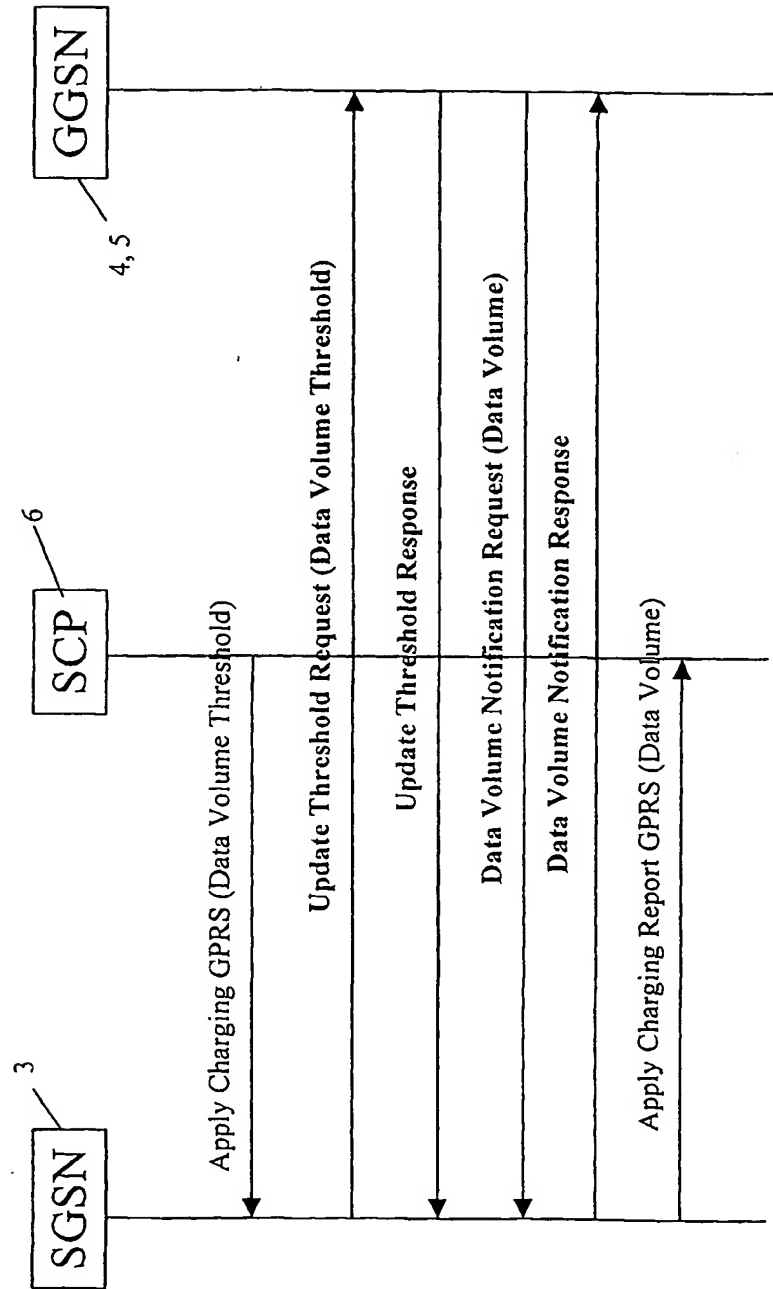 3
SGSN
6
SCP
4, 5
GGSN
Apply Charging GPRS (Data Volume Threshold)
Update Threshold Request (Data Volume Threshold)
Update Threshold Response
Data Volume Notification Request (Data Volume)
Data Volume Notification Response
Apply Charging Report GPRS (Data Volume)